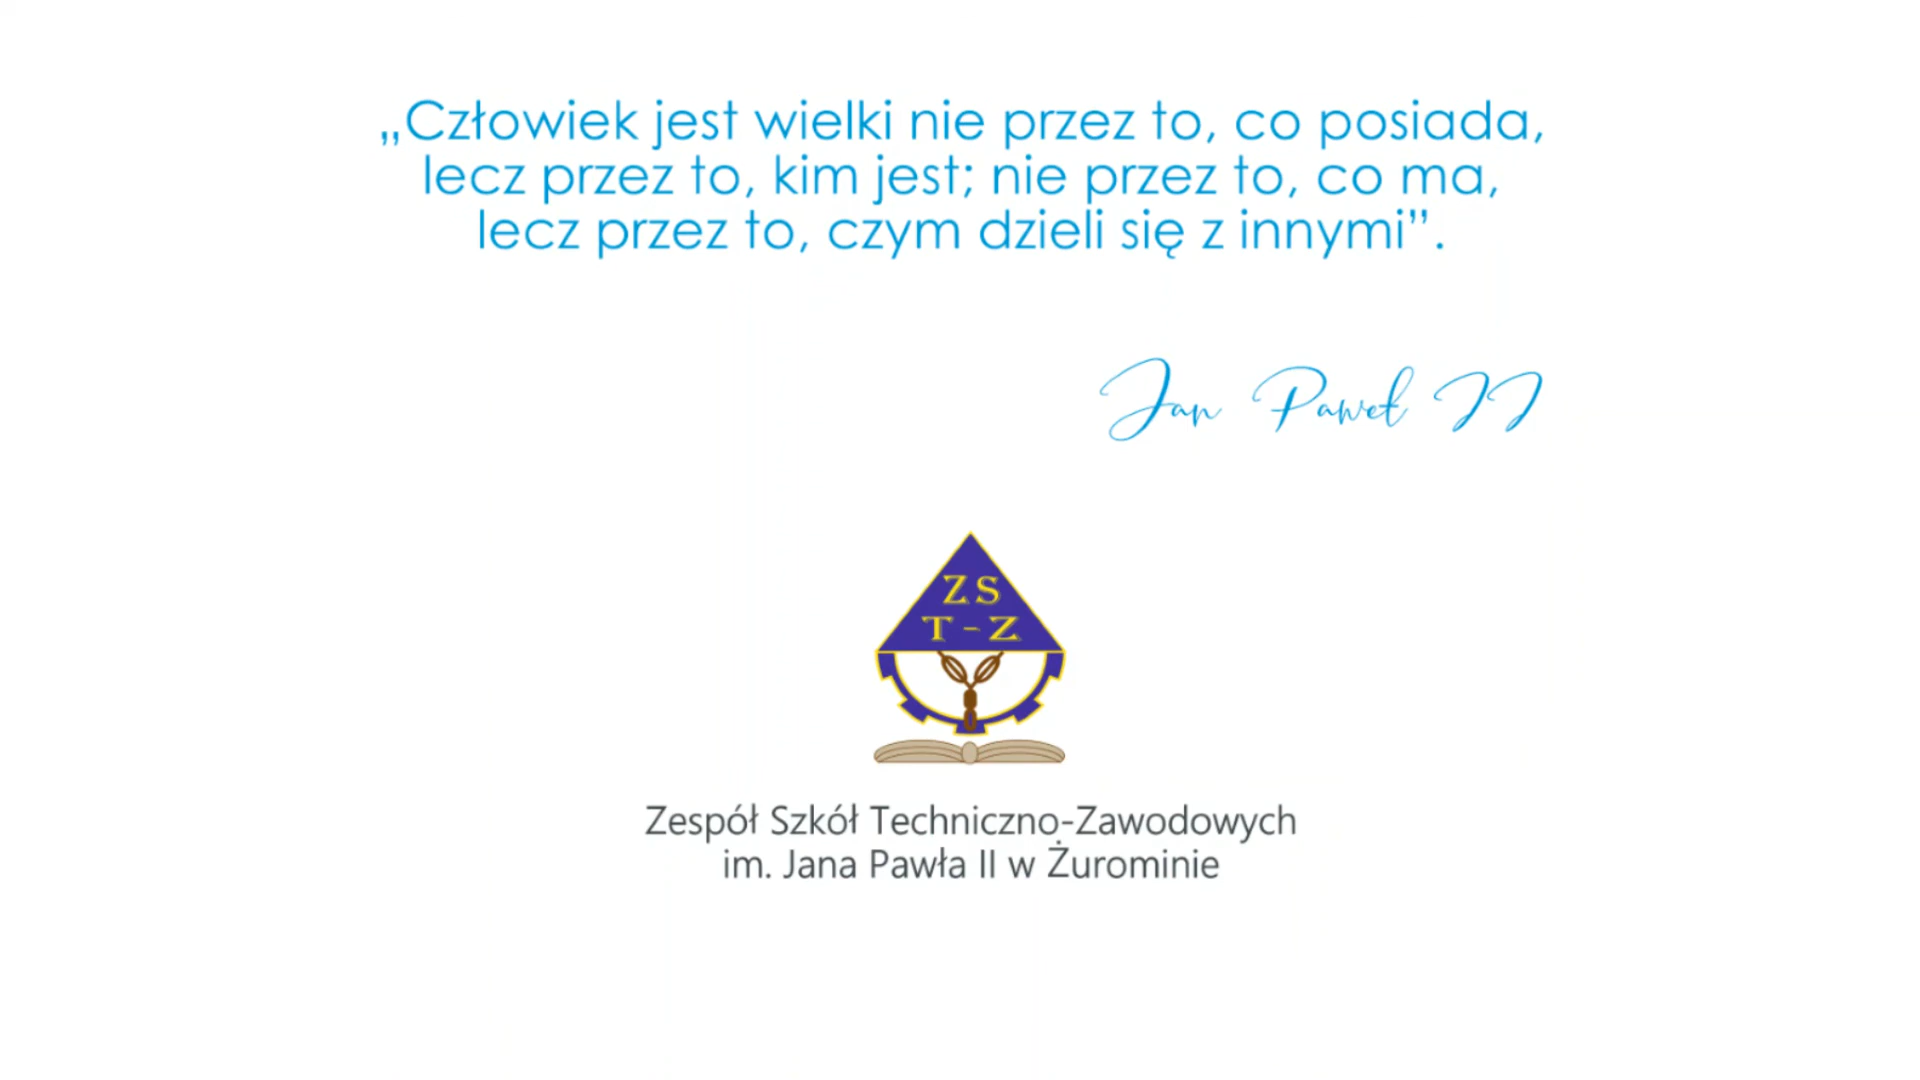 „Człowiek jest wielki nie przez to, co posiada,
lecz przez to, kim jest; nie przez to, co ma,
lecz przez to, czym dzieli się z innymi”.
Jan Paweł II
ZS
T-Z
Zespół Szkół Techniczno-Zawodowych
im. Jana Pawła II w Żurominie